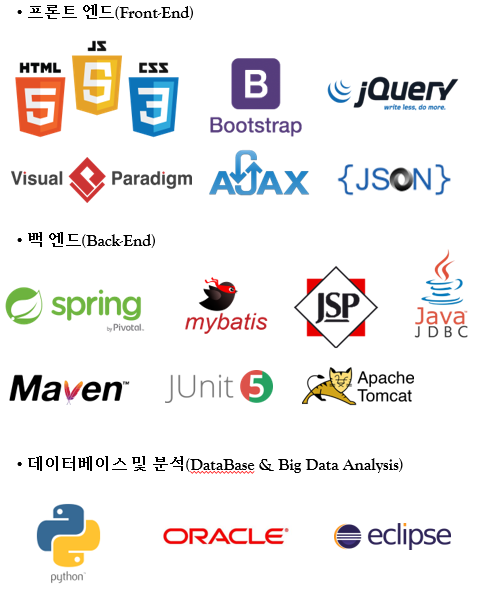 • 프론트 엔드(Front-End)
JS
HTML
CSS
5
5
3
B
Bootstrap
jQuery
write less, do more.
Visual Paradigm
AJAX
{JSON}
• 백 엔드(Back-End)
spring
by Pivotal.
mybatis
JSP
Java
JDBC
Maven™
JUnit 5
Apache
Tomcat
• 데이터베이스 및 분석(DataBase & Big Data Analysis)
python™
ORACLE®
eclipse